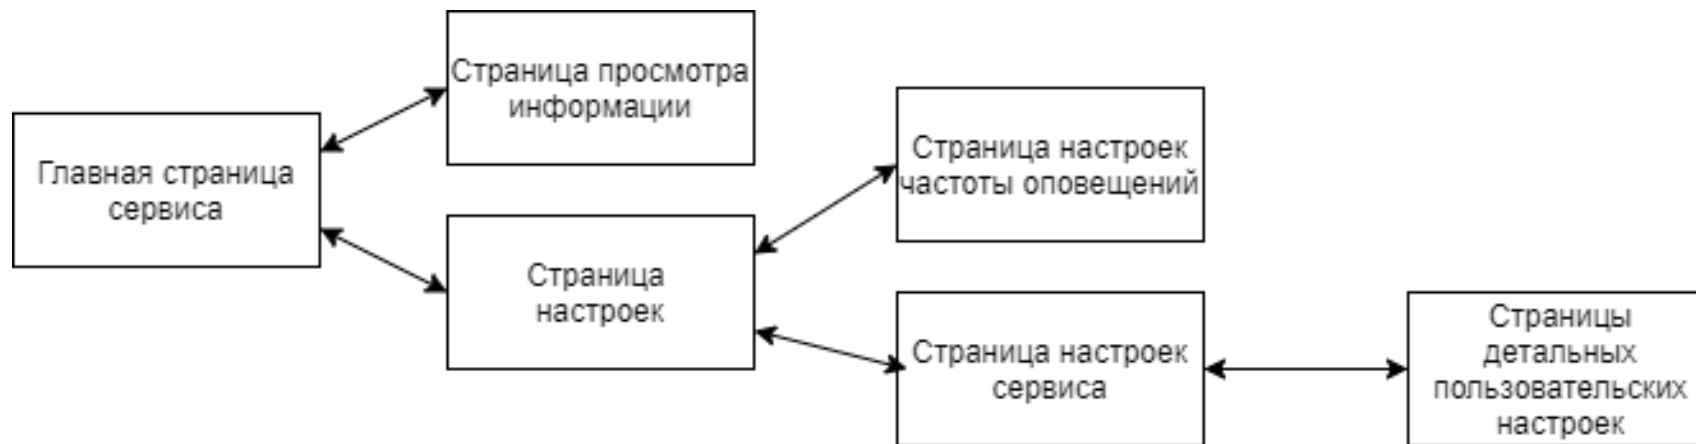 Главная страница
сервиса
Страница просмотра
информации
Страница
настроек
Страница настроек
частоты оповещений
Страница настроек
сервиса
Страницы
детальных
пользовательских
настроек